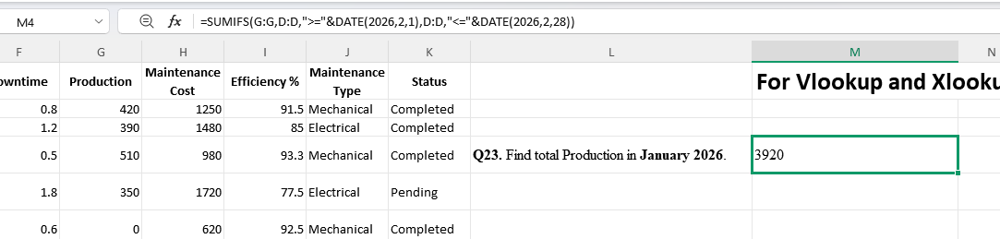 M4 fx =SUMIFS(G:G,D:D,">="&DATE(2026,2,1),D:D,"<="&DATE(2026,2,28))
F G H I J K L M N
owntime Production Maintenance Cost Efficiency % Maintenance Type Status For Vlookup and Xlooku
0.8 420 1250 91.5 Mechanical Completed
1.2 390 1480 85 Electrical Completed
0.5 510 980 93.3 Mechanical Completed Q23. Find total Production in January 2026. 3920
1.8 350 1720 77.5 Electrical Pending
0.6 0 620 92.5 Mechanical Completed